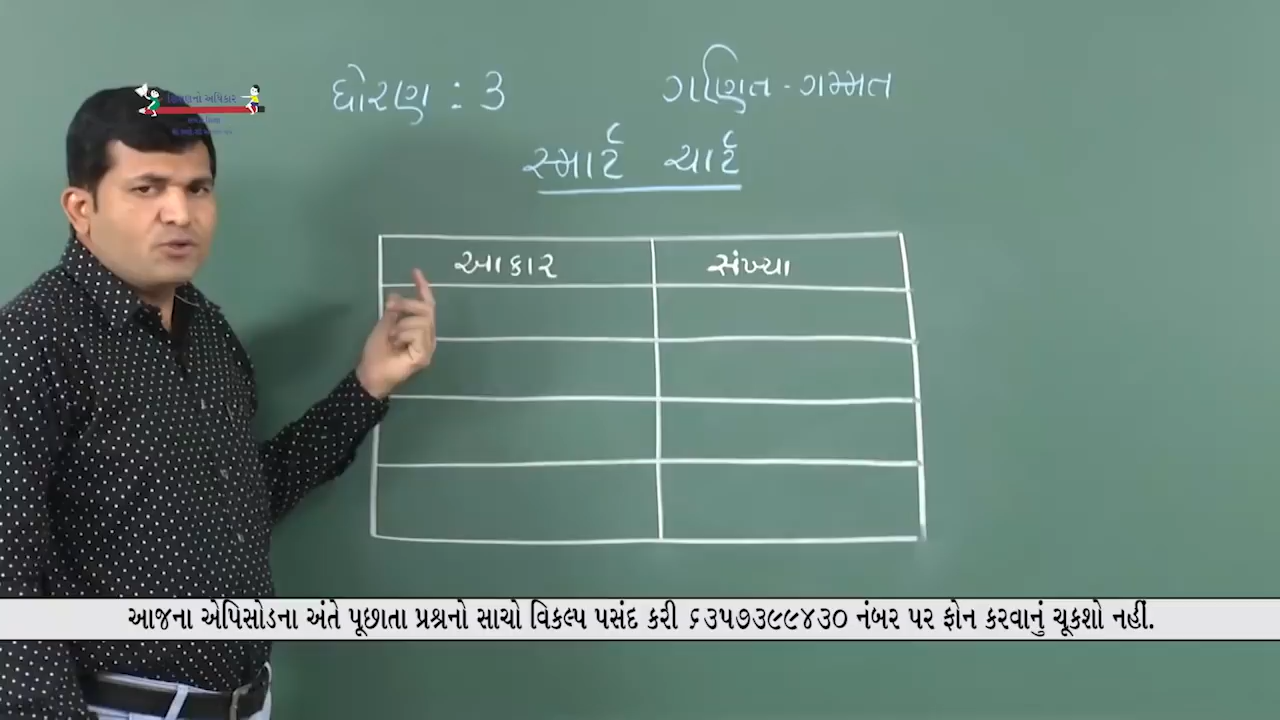 ધોરણ : ૩ ગણિત - ગમ્મત
સ્માર્ટ ચાર્ટ
આકાર સંખ્યા
આજના એપિસોડના અંતે પૂછાતા પ્રશ્નનો સાચો વિકલ્પ પસંદ કરી ૬૩૫૭૩૯૯૪૩૦ નંબર પર ફોન કરવાનું ચૂકશો નહીં.